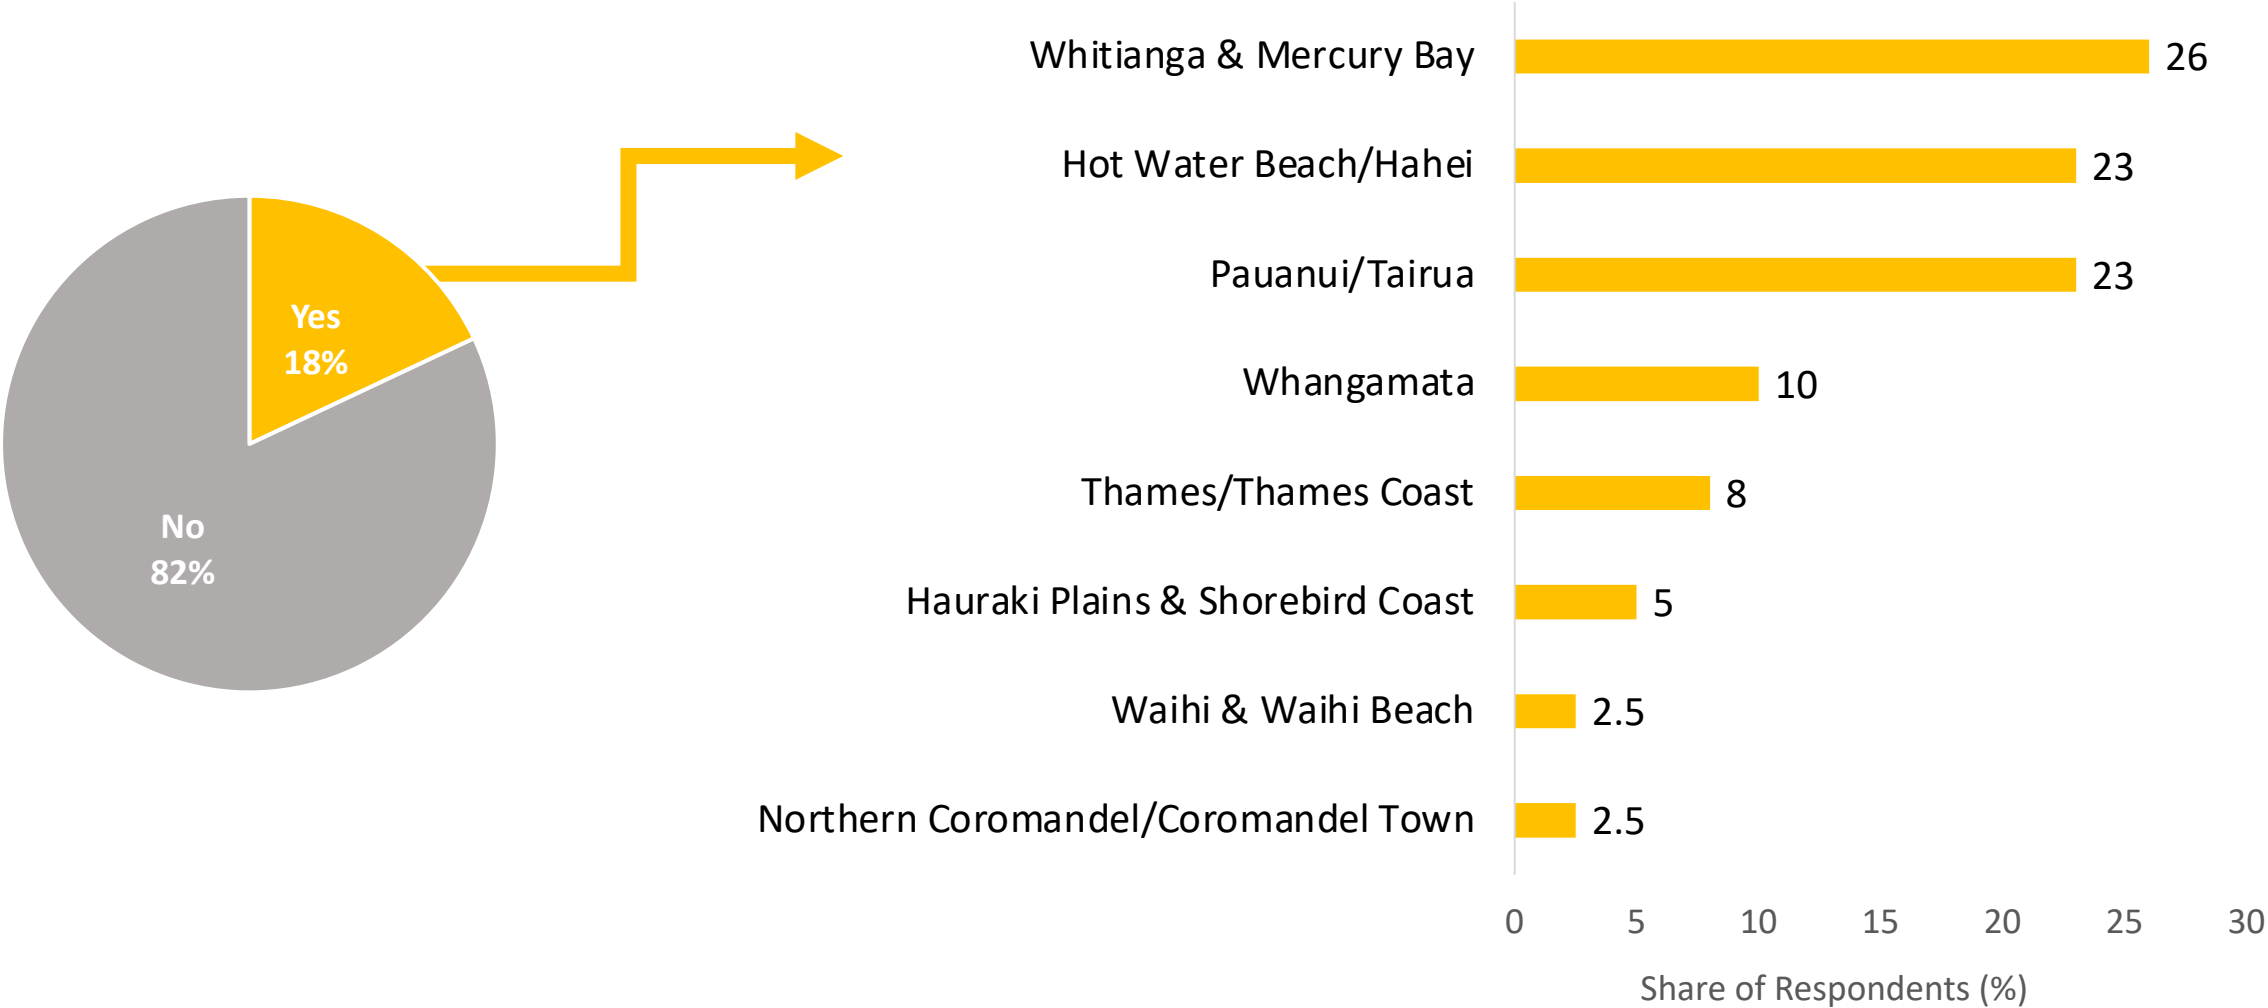 Yes
18%
No
82%
Whitianga & Mercury Bay 26
Hot Water Beach/Hahei 23
Pauanui/Tairua 23
Whangamata 10
Thames/Thames Coast 8
Hauraki Plains & Shorebird Coast 5
Waihi & Waihi Beach 2.5
Northern Coromandel/Coromandel Town 2.5
0 5 10 15 20 25 30
Share of Respondents (%)